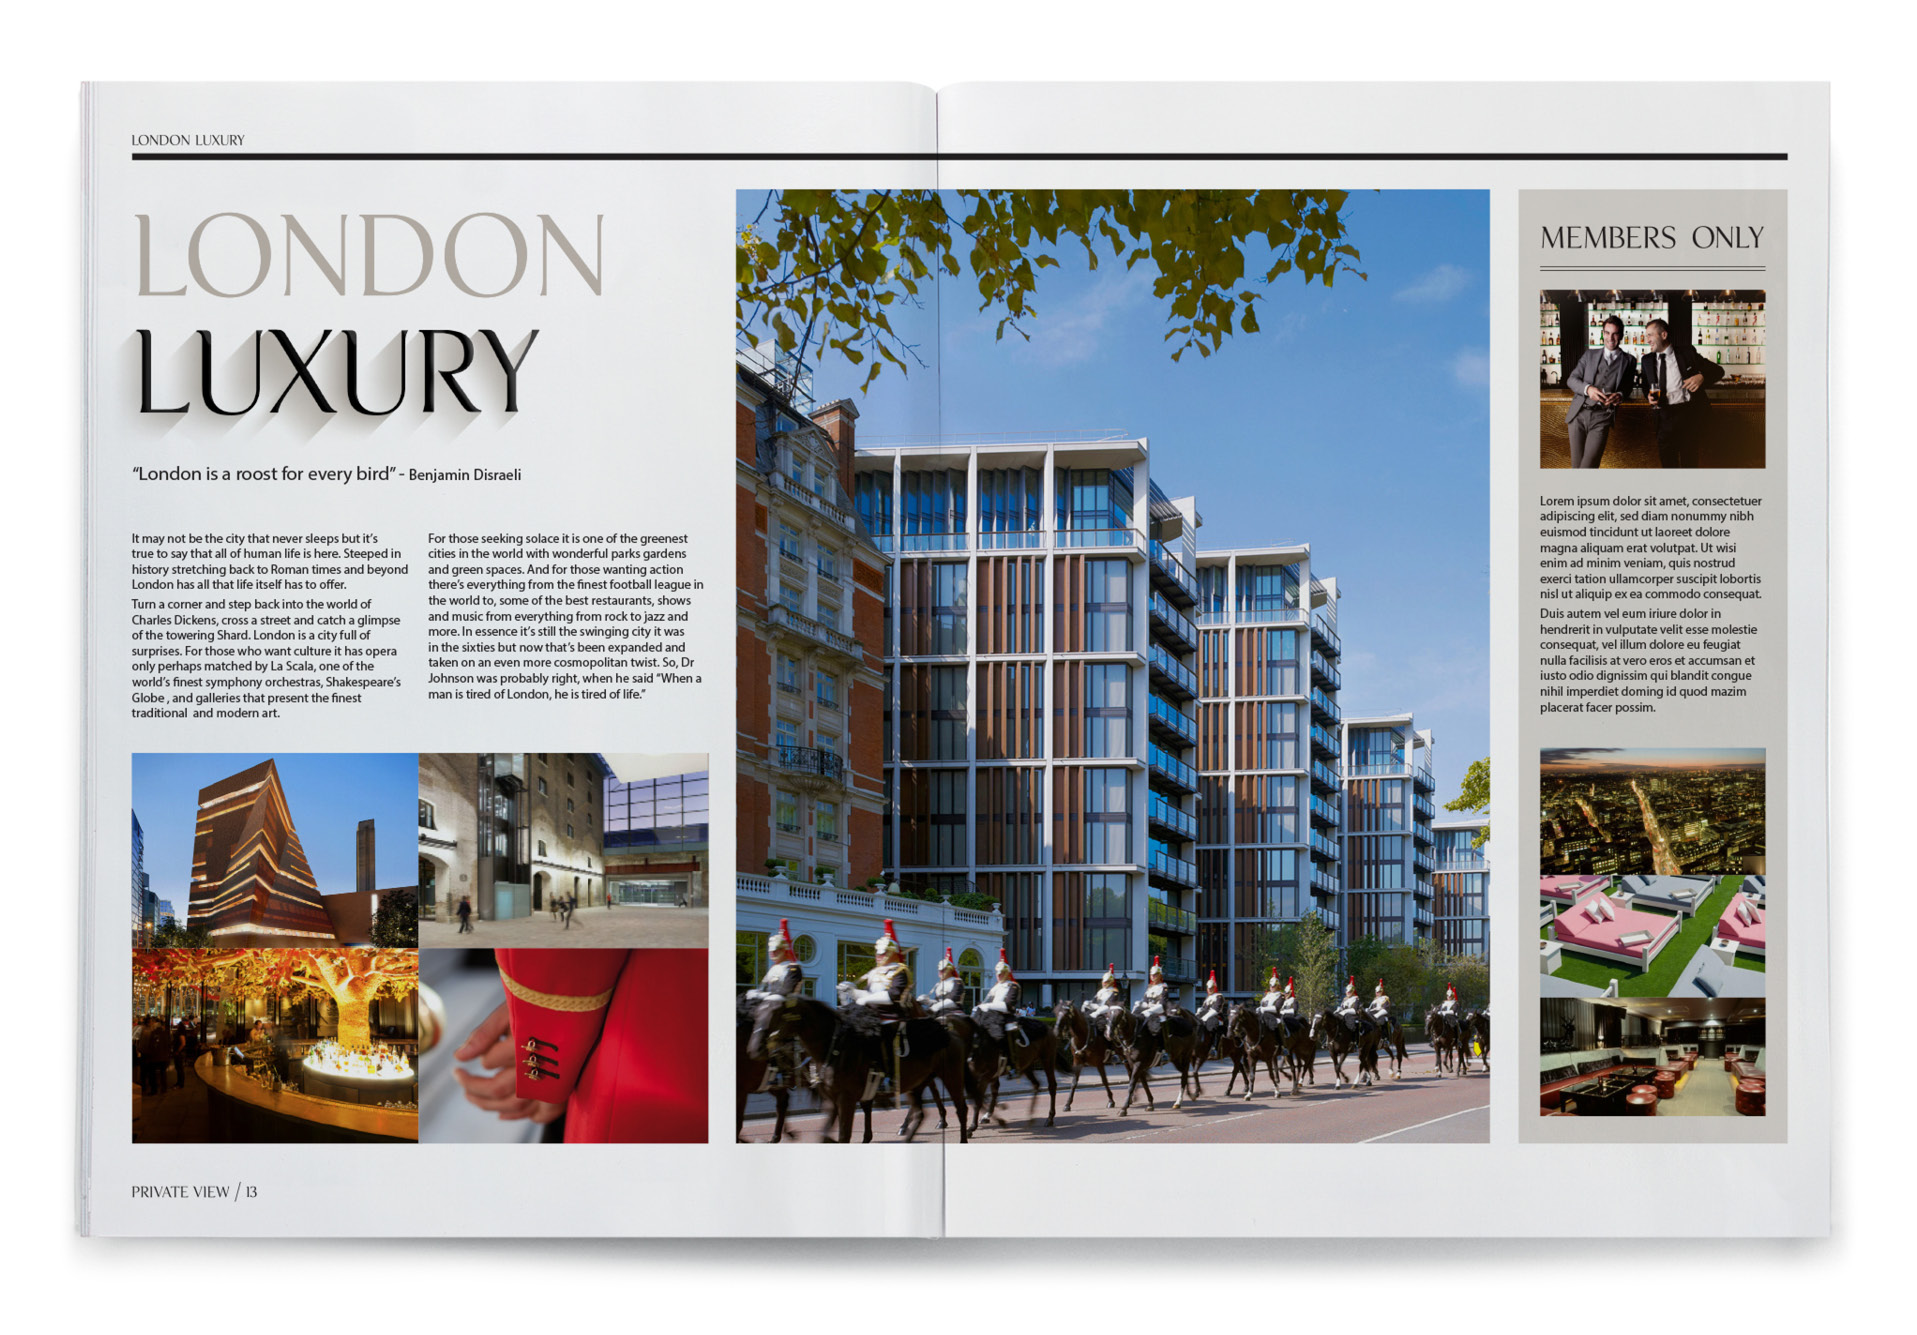 LONDON LUXURY
LONDON
LUXURY
“London is a roost for every bird” - Benjamin Disraeli
It may not be the city that never sleeps but it’s
true to say that all of human life is here. Steeped in
history stretching back to Roman times and beyond
London has all that life itself has to offer.
Turn a corner and step back into the world of
Charles Dickens, cross a street and catch a glimpse
of the towering Shard. London is a city full of
surprises. For those who want culture it has opera
only perhaps matched by La Scala, one of the
world’s finest symphony orchestras, Shakespeare’s
Globe , and galleries that present the finest
traditional  and modern art.
For those seeking solace it is one of the greenest
cities in the world with wonderful parks gardens
and green spaces. And for those wanting action
there’s everything from the finest football league in
the world to, some of the best restaurants, shows
and music from everything from rock to jazz and
more. In essence it’s still the swinging city it was
in the sixties but now that’s been expanded and
taken on an even more cosmopolitan twist. So, Dr
Johnson was probably right, when he said “When a
man is tired of London, he is tired of life.”
PRIVATE VIEW / 13
MEMBERS ONLY
Lorem ipsum dolor sit amet, consectetuer
adipiscing elit, sed diam nonummy nibh
euismod tincidunt ut laoreet dolore
magna aliquam erat volutpat. Ut wisi
enim ad minim veniam, quis nostrud
exerci tation ullamcorper suscipit lobortis
nisl ut aliquip ex ea commodo consequat.
Duis autem vel eum iriure dolor in
hendrerit in vulputate velit esse molestie
consequat, vel illum dolore eu feugiat
nulla facilisis at vero eros et accumsan et
iusto odio dignissim qui blandit congue
nihil imperdiet doming id quod mazim
placerat facer possim.